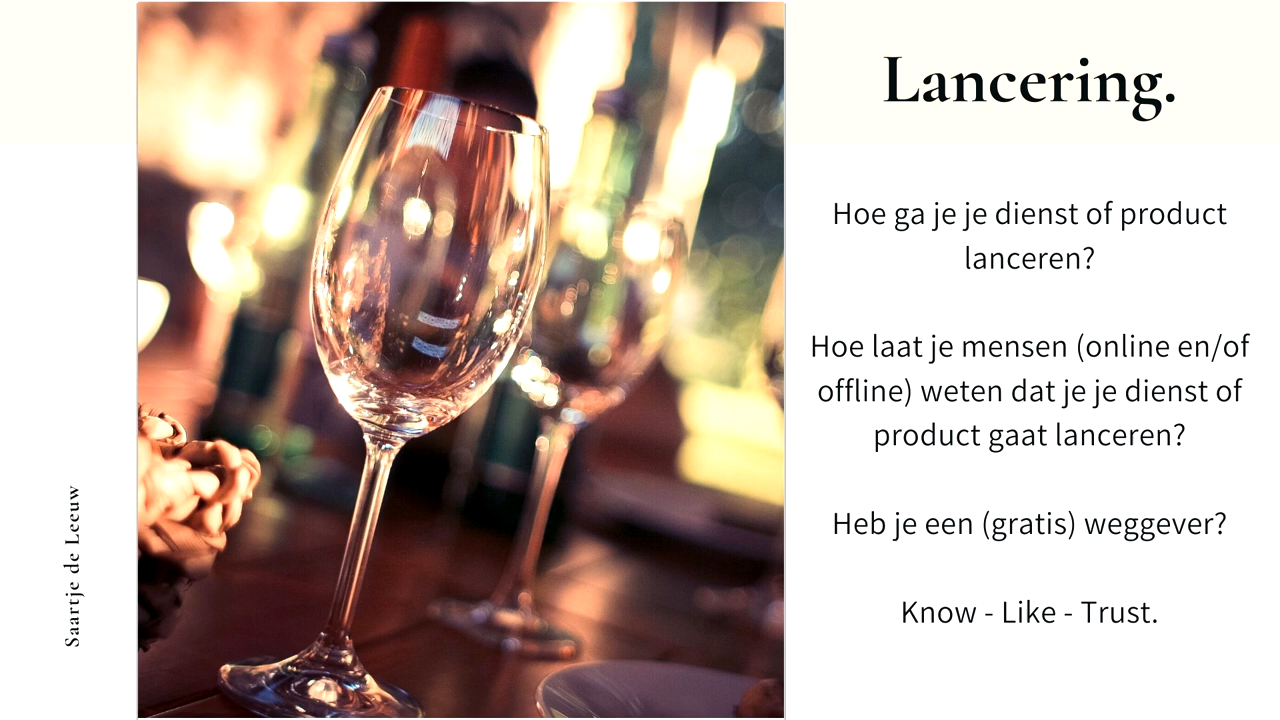 Lancering.
Hoe ga je je dienst of product
lanceren?
Hoe laat je mensen (online en/of
offline) weten dat je je dienst of
product gaat lanceren?
Heb je een (gratis) weggever?
Know - Like - Trust.
Saartje de Leeuw